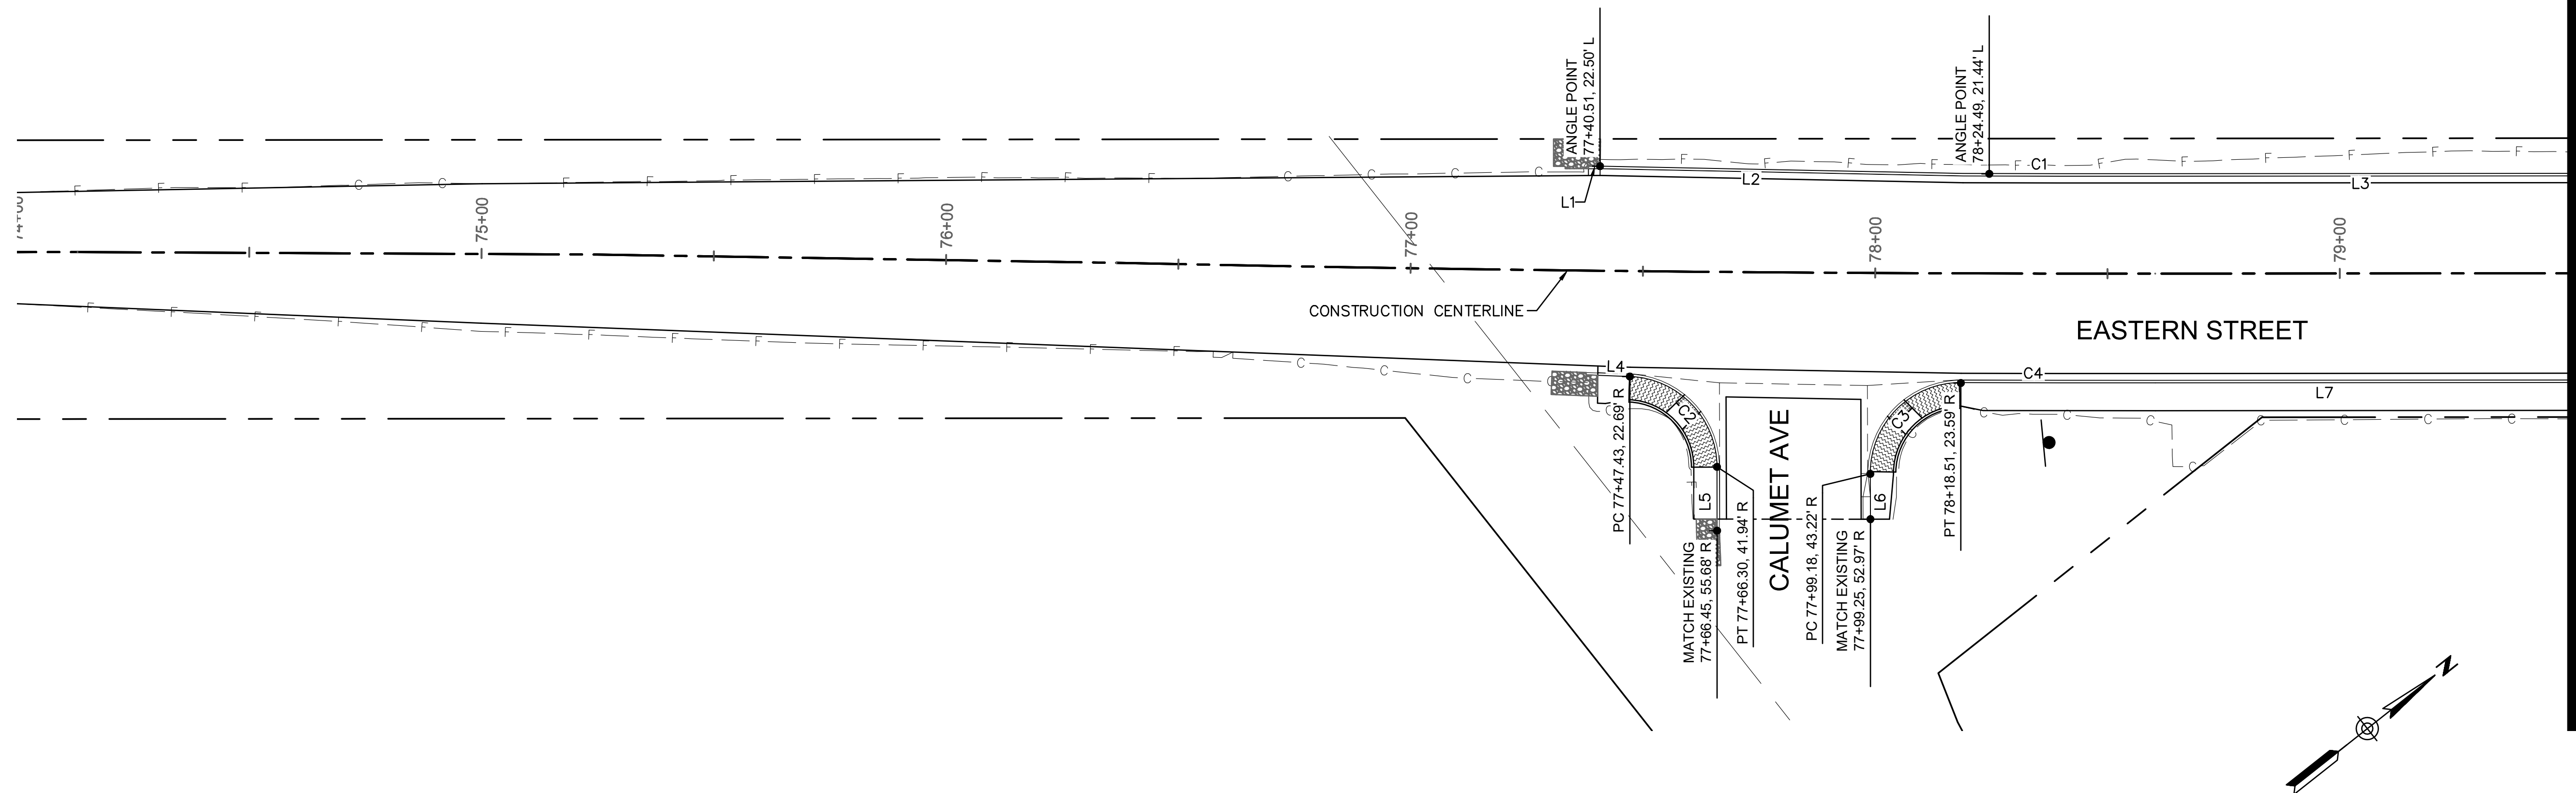 ANGLE POINT
77+40.51, 22.50' L
ANGLE POINT
78+24.49, 21.44' L
F F F C C F F F F F F F F C C C C F F F F F F F F F F F
C1
L1
L2
L3
74+00
75+00
76+00
77+00
78+00
79+00
CONSTRUCTION CENTERLINE
EASTERN STREET
F F F F F F F F F F F F F F C C C C
L4
C4
L7
C
C2
C3
C
C C C C C C C C
PC 77+47.43, 22.69' R
L5
MATCH EXISTING
77+66.45, 55.68' R
PT 77+66.30, 41.94' R
CALUMET AVE
PC 77+99.18, 43.22' R
MATCH EXISTING
77+99.25, 52.97' R
L6
PT 78+18.51, 23.59' R
N